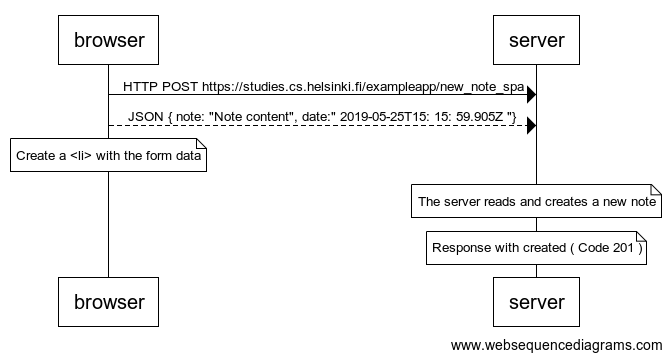 browser
server
HTTP POST https://studies.cs.helsinki.fi/exampleapp/new_note_spa
JSON { note: "Note content", date:" 2019-05-25T15: 15: 59.905Z "}
Create a <li> with the form data
The server reads and creates a new note
Response with created ( Code 201 )
browser
server
www.websequencediagrams.com